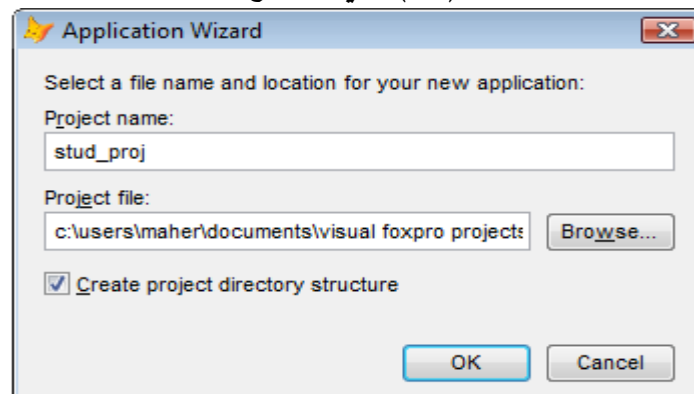 Application Wizard
Select a file name and location for your new application:
Project name:
stud_proj
Project file:
c:\users\maher\documents\visual foxpro projects
Browse...
Create project directory structure
OK
Cancel